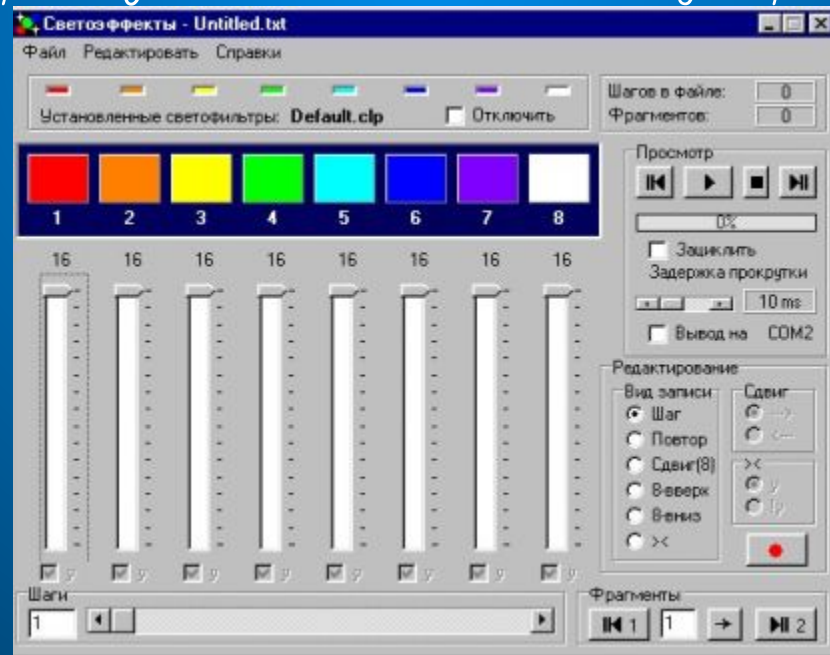 Светоэффекты - Untitled.txt
Файл Редактировать Справки
Установленные светофильтры: Default.clp Отключить
Шагов в файле: 0
Фрагментов: 0
1 2 3 4 5 6 7 8
16 16 16 16 16 16 16 16
Просмотр
0%
Зациклить
Задержка прокрутки
10 ms
Вывод на COM2
Редактирование
Вид записи
Шаг
Повтор
Сдвиг(8)
8-вверх
8-вниз
><
Сдвиг
-->
<--
><
у
у у у у у у у у
Шаги
1
Фрагменты
1 1 2